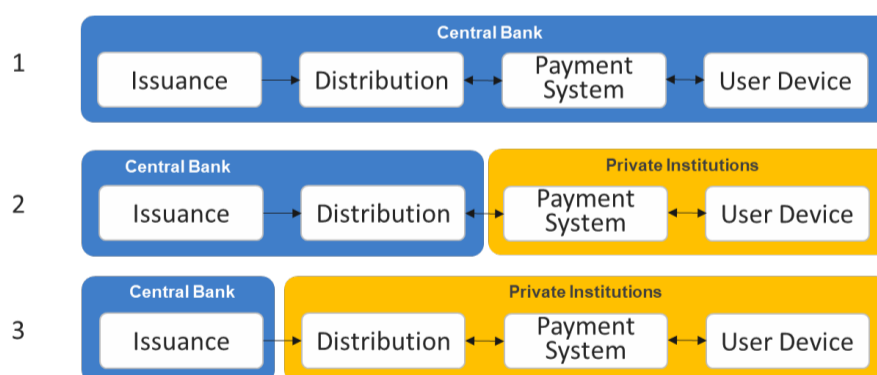 Central Bank
1
Issuance
Distribution
Payment
System
User Device
Central Bank
Private Institutions
2
Issuance
Distribution
Payment
System
User Device
Central Bank
Private Institutions
3
Issuance
Distribution
Payment
System
User Device